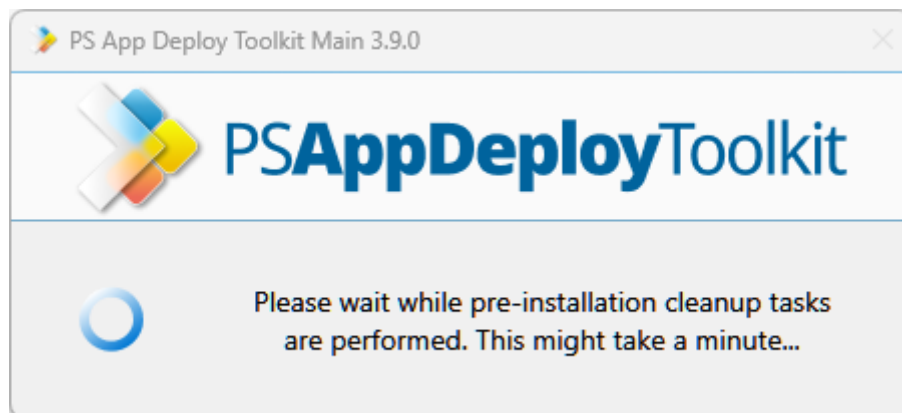 PS App Deploy Toolkit Main 3.9.0
PSAppDeployToolkit
Please wait while pre-installation cleanup tasks
are performed. This might take a minute...